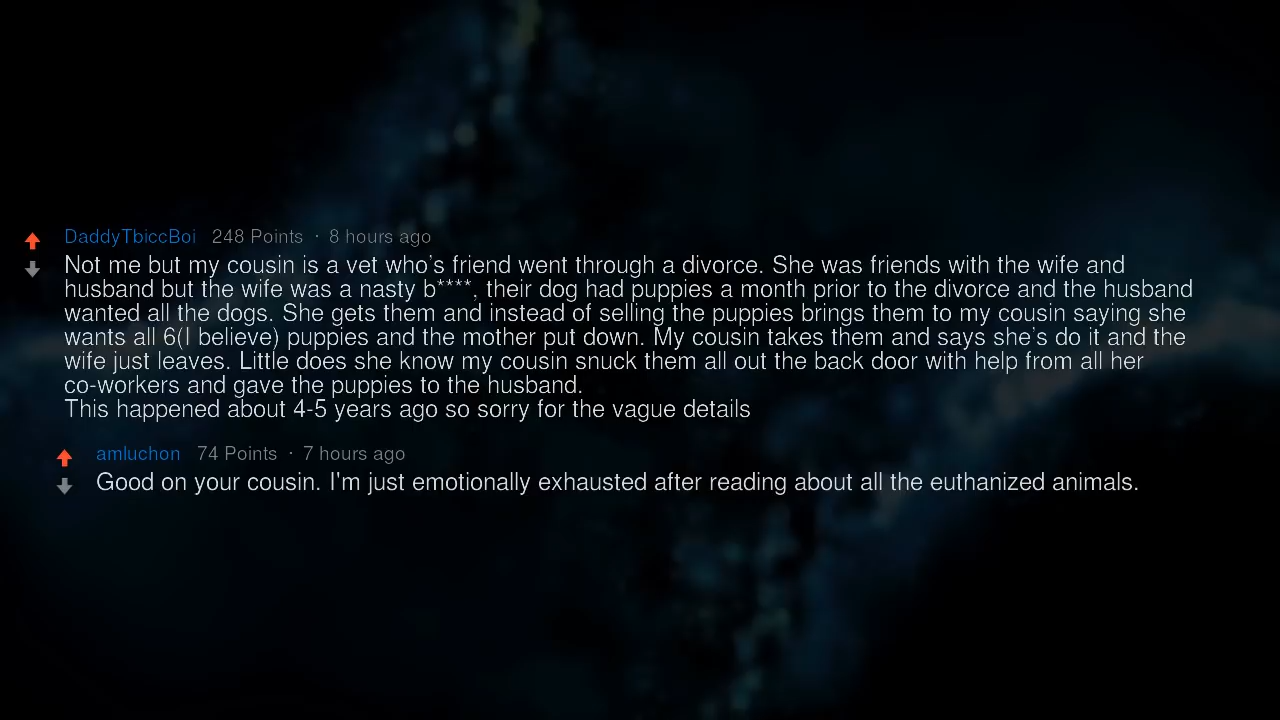 DaddyTbiccBoi 248 Points · 8 hours ago
Not me but my cousin is a vet who's friend went through a divorce. She was friends with the wife and
husband but the wife was a nasty b****, their dog had puppies a month prior to the divorce and the husband
wanted all the dogs. She gets them and instead of selling the puppies brings them to my cousin saying she
wants all 6(I believe) puppies and the mother put down. My cousin takes them and says she's do it and the
wife just leaves. Little does she know my cousin snuck them all out the back door with help from all her
co-workers and gave the puppies to the husband.
This happened about 4-5 years ago so sorry for the vague details
amluchon 74 Points · 7 hours ago
Good on your cousin. I'm just emotionally exhausted after reading about all the euthanized animals.